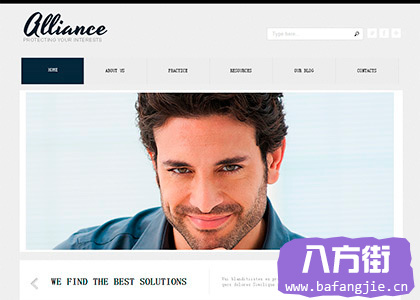 Alliance
PROTECTING YOUR INTERESTS
Type here...
HOME
ABOUT US
PRACTICE
RESOURCES
OUR BLOG
CONTACTS
WE FIND THE BEST SOLUTIONS
八方街
www.bafangjie.cn